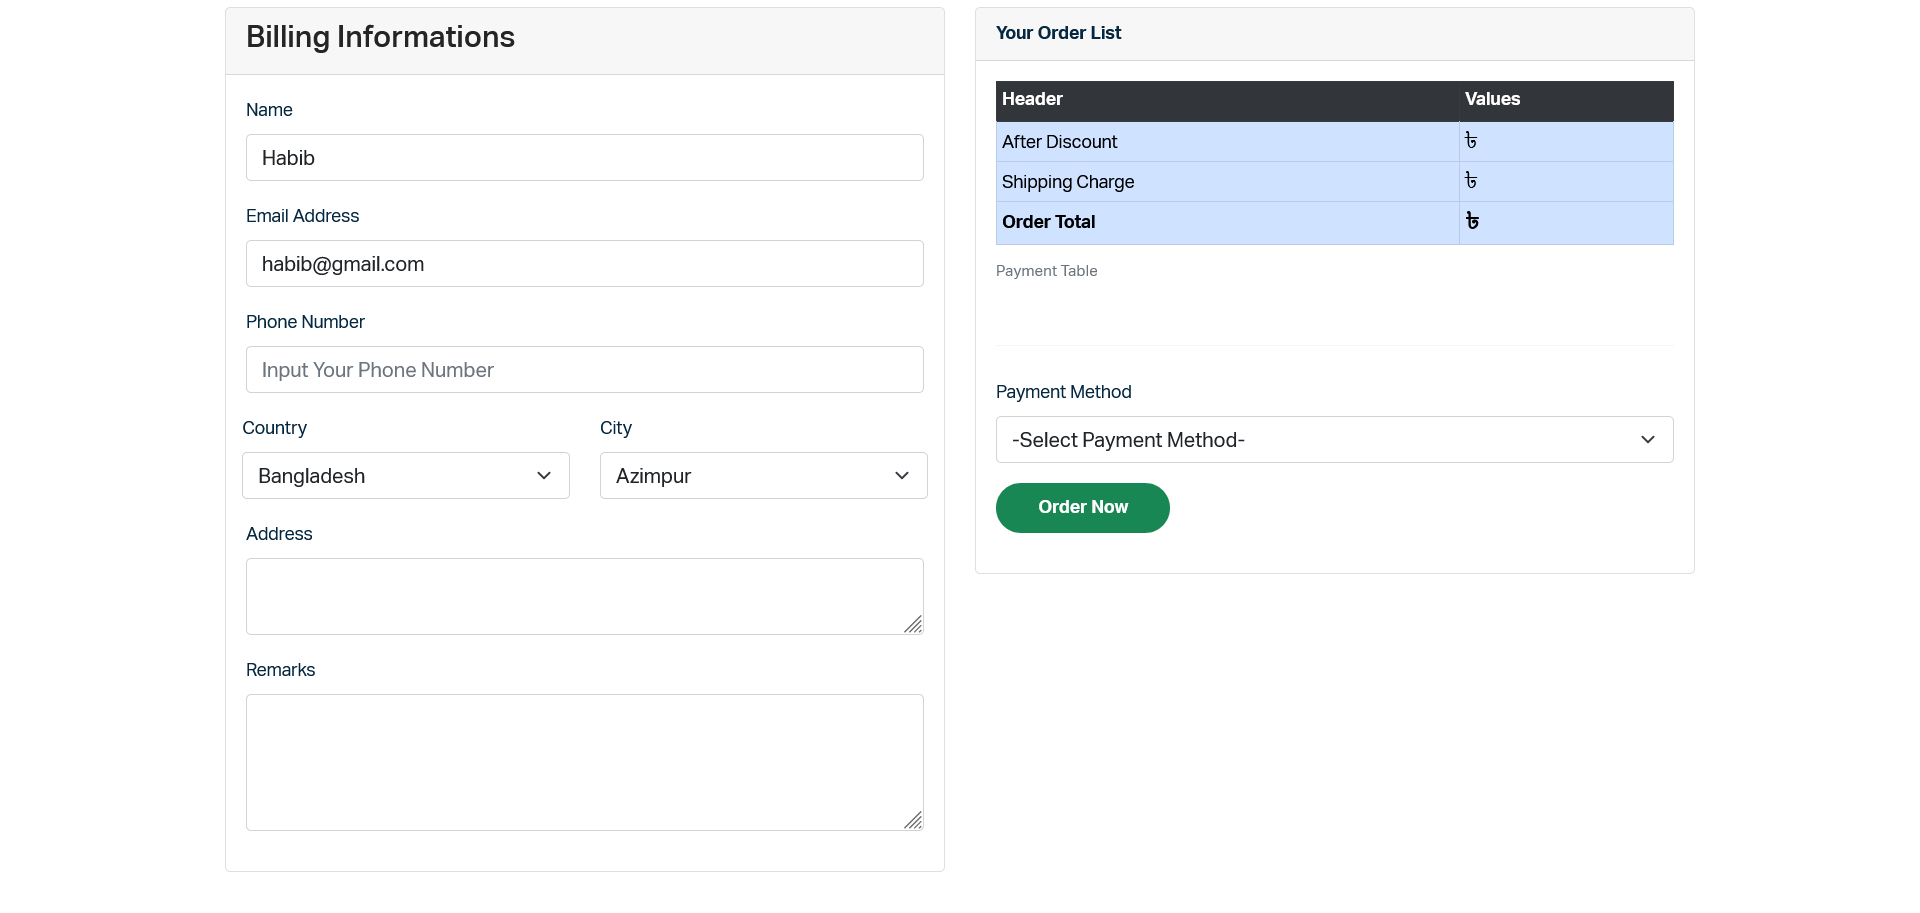 Billing Informations
Name
Habib
Email Address
habib@gmail.com
Phone Number
Input Your Phone Number
Country City
Bangladesh Azimpur
Address
Remarks
Your Order List
Header Values
After Discount ৳
Shipping Charge ৳
Order Total ৳
Payment Table
Payment Method
-Select Payment Method-
Order Now